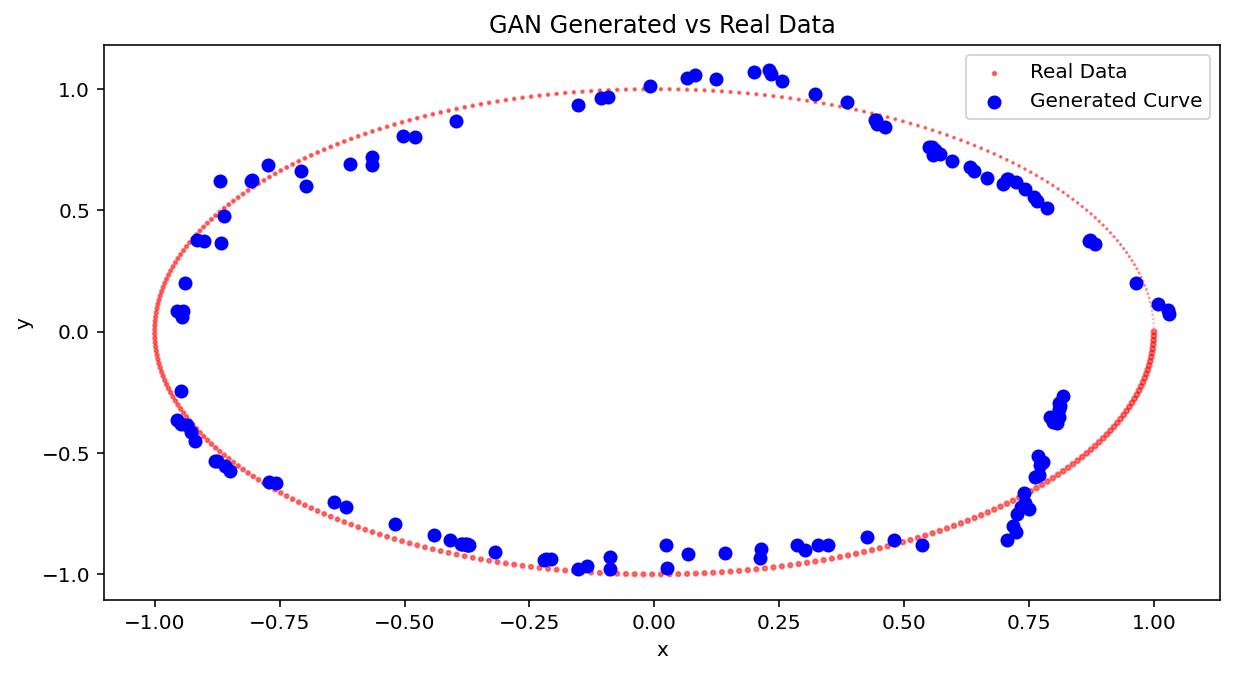 GAN Generated vs Real Data
Real Data
Generated Curve
y
1.0
0.5
0.0
−0.5
−1.0
−1.00 −0.75 −0.50 −0.25 0.00 0.25 0.50 0.75 1.00
x